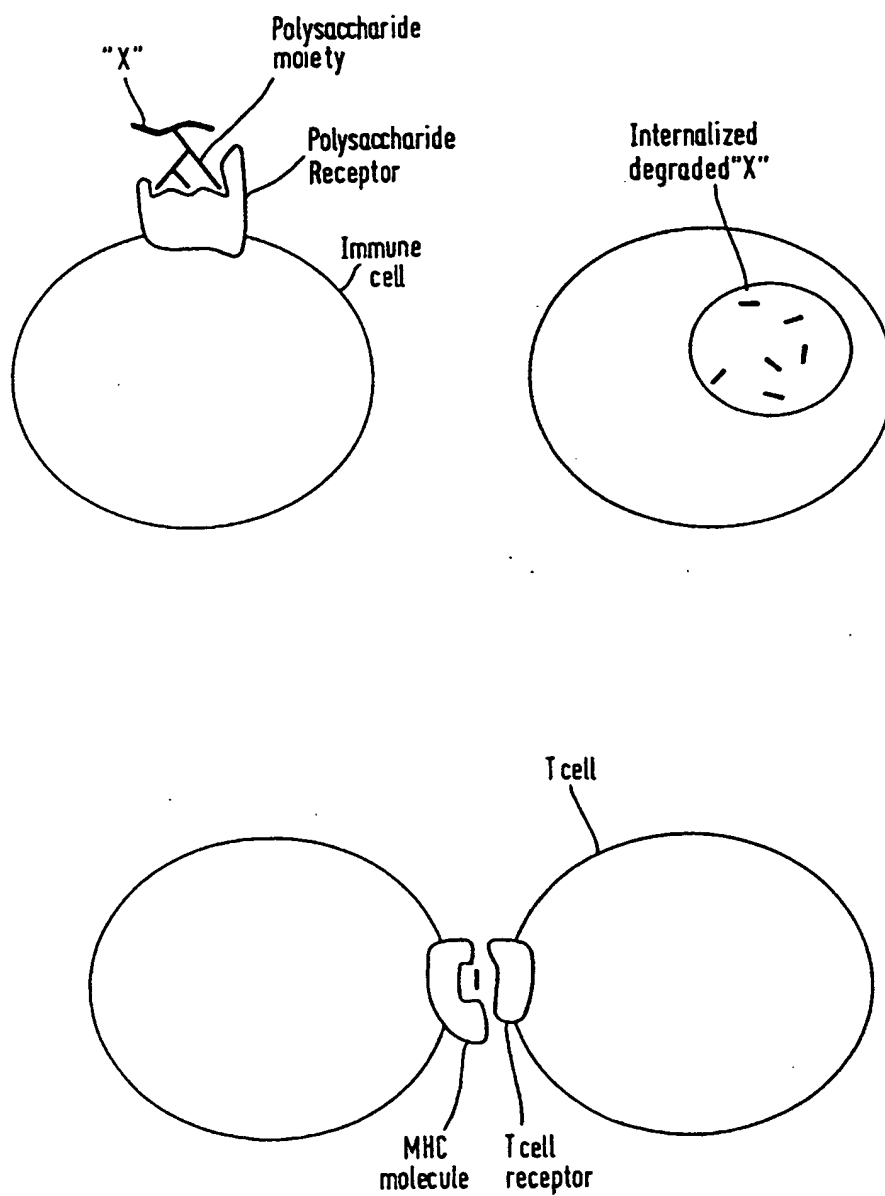 "X"
Polysaccharide
moiety
Polysaccharide
Receptor
Immune
cell
Internalized
degraded "X"
T cell
MHC
molecule
T cell
receptor